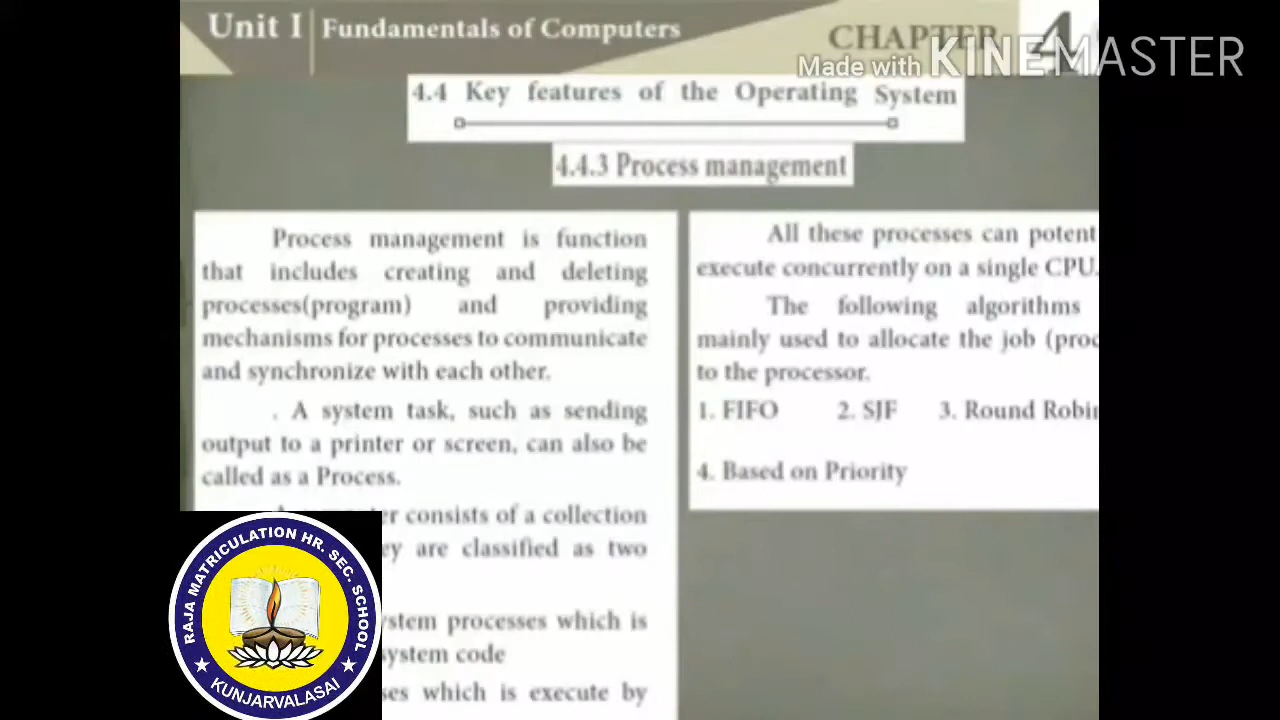 Unit I Fundamentals of Computers
CHAPTER 4
Made with KINEMASTER
4.4 Key features of the Operating System
4.4.3 Process management
Process management is function
that includes creating and deleting
processes(program) and providing
mechanisms for processes to communicate
and synchronize with each other.
. A system task, such as sending
output to a printer or screen, can also be
called as a Process.
consists of a collection
are classified as two
processes which is
code
which is execute by
All these processes can
execute concurrently on a single CPU.
The following algorithms
mainly used to allocate the job
to the processor.
1. FIFO 2. SJF 3. Round
4. Based on Priority
RAJA MATRICULATION HR. SEC. SCHOOL
KUNJARVALASAI